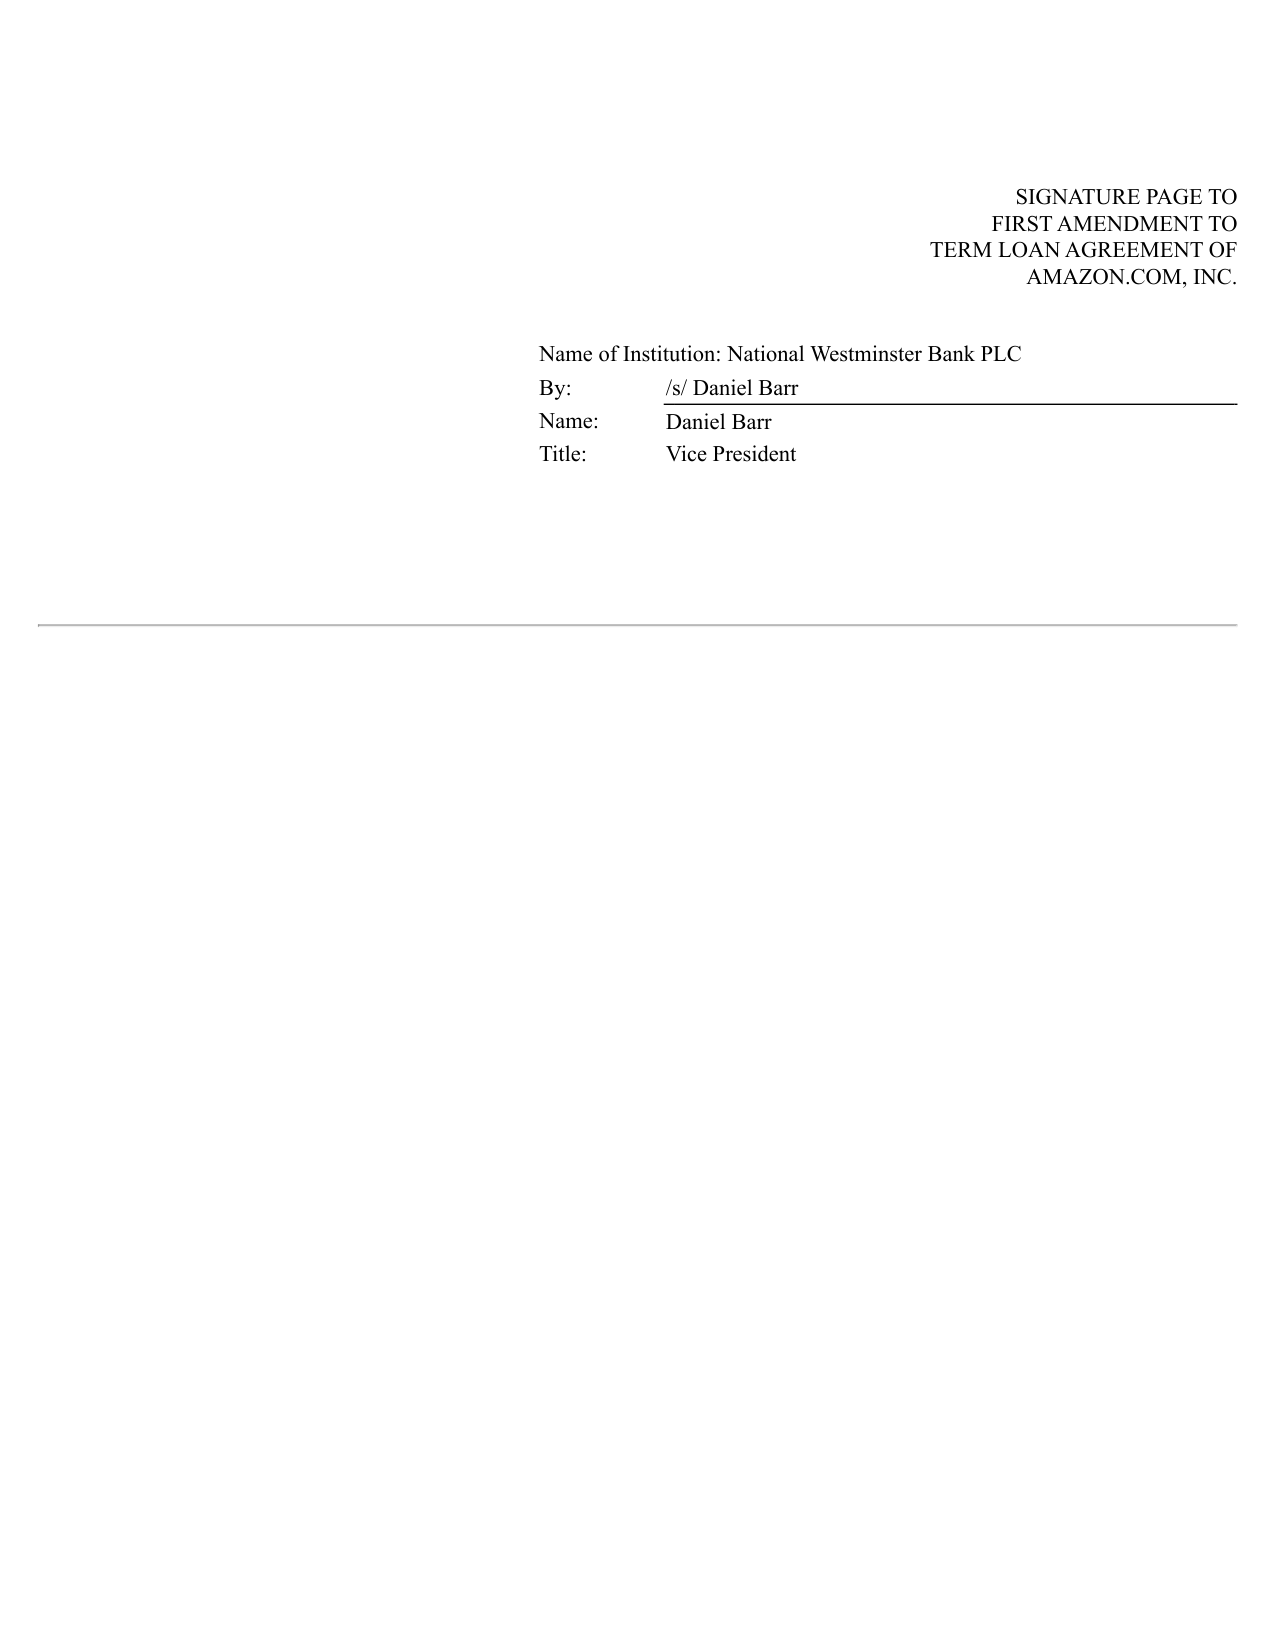 SIGNATURE PAGE TO
FIRST AMENDMENT TO
TERM LOAN AGREEMENT OF
AMAZON.COM, INC.
Name of Institution: National Westminster Bank PLC
By: /s/ Daniel Barr
Name: Daniel Barr
Title: Vice President